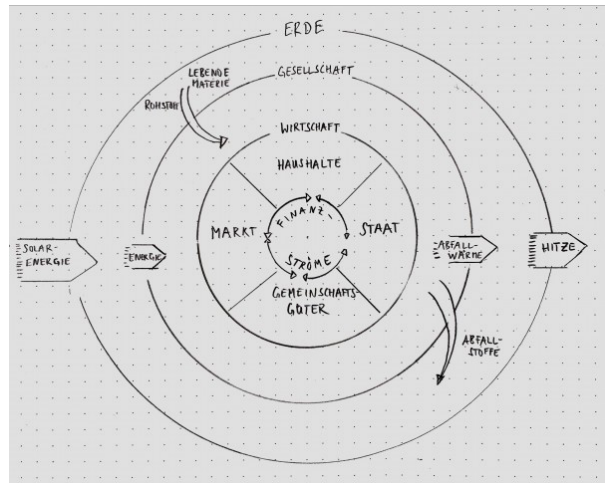 ERDE
GESELLSCHAFT
LEBENDE
MATERIE
ROHSTOFF
WIRTSCHAFT
HAUSHALTE
MARKT
FINANZ-
STRÖME
STAAT
GEMEINSCHAFTS-
GÜTER
SOLAR-
ENERGIE
ENERGIE
ABFALL-
WÄRME
HITZE
ABFALL-
STOFFE